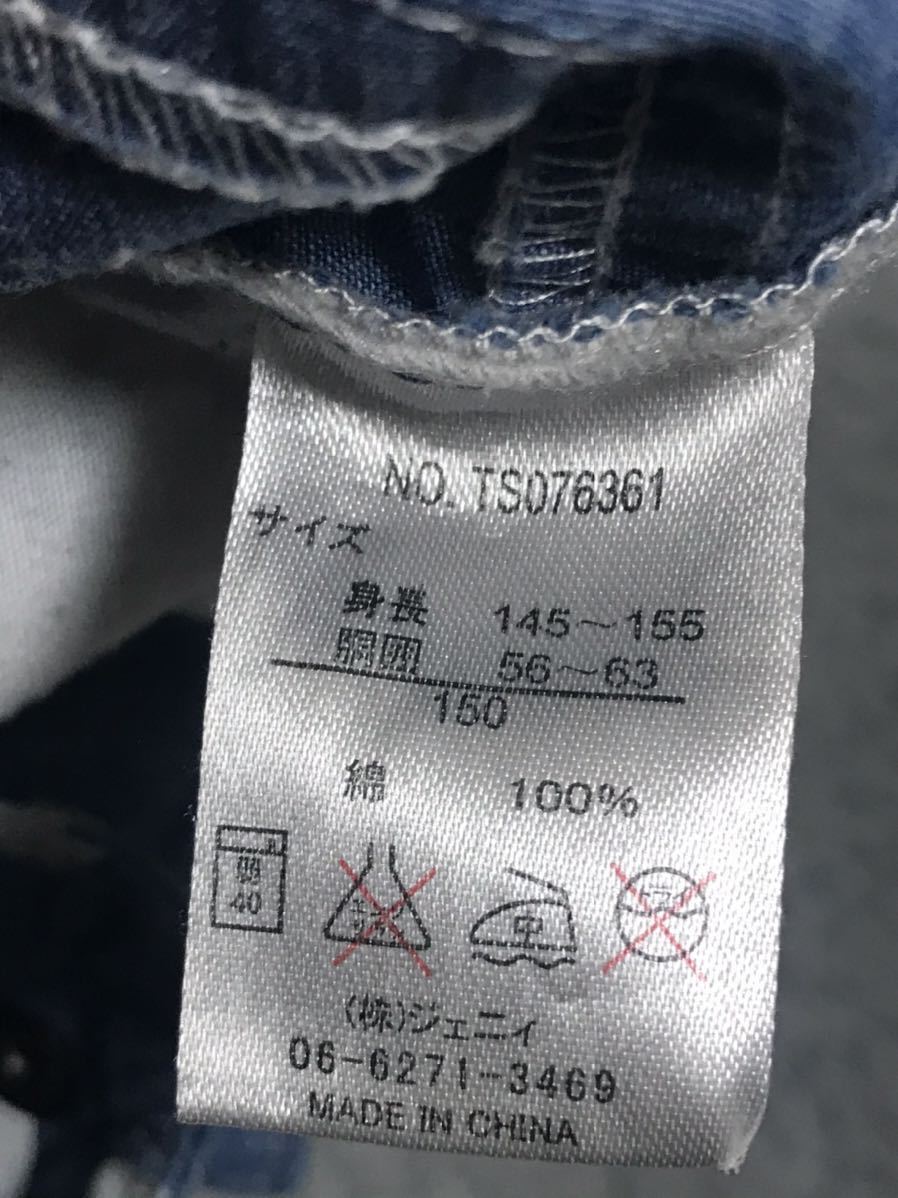 NO. TS076361
サイズ
身長 145～155
胴囲 56～63
150
綿 100%
40
中
(株)ジェニィ
06-6271-3469
MADE IN CHINA